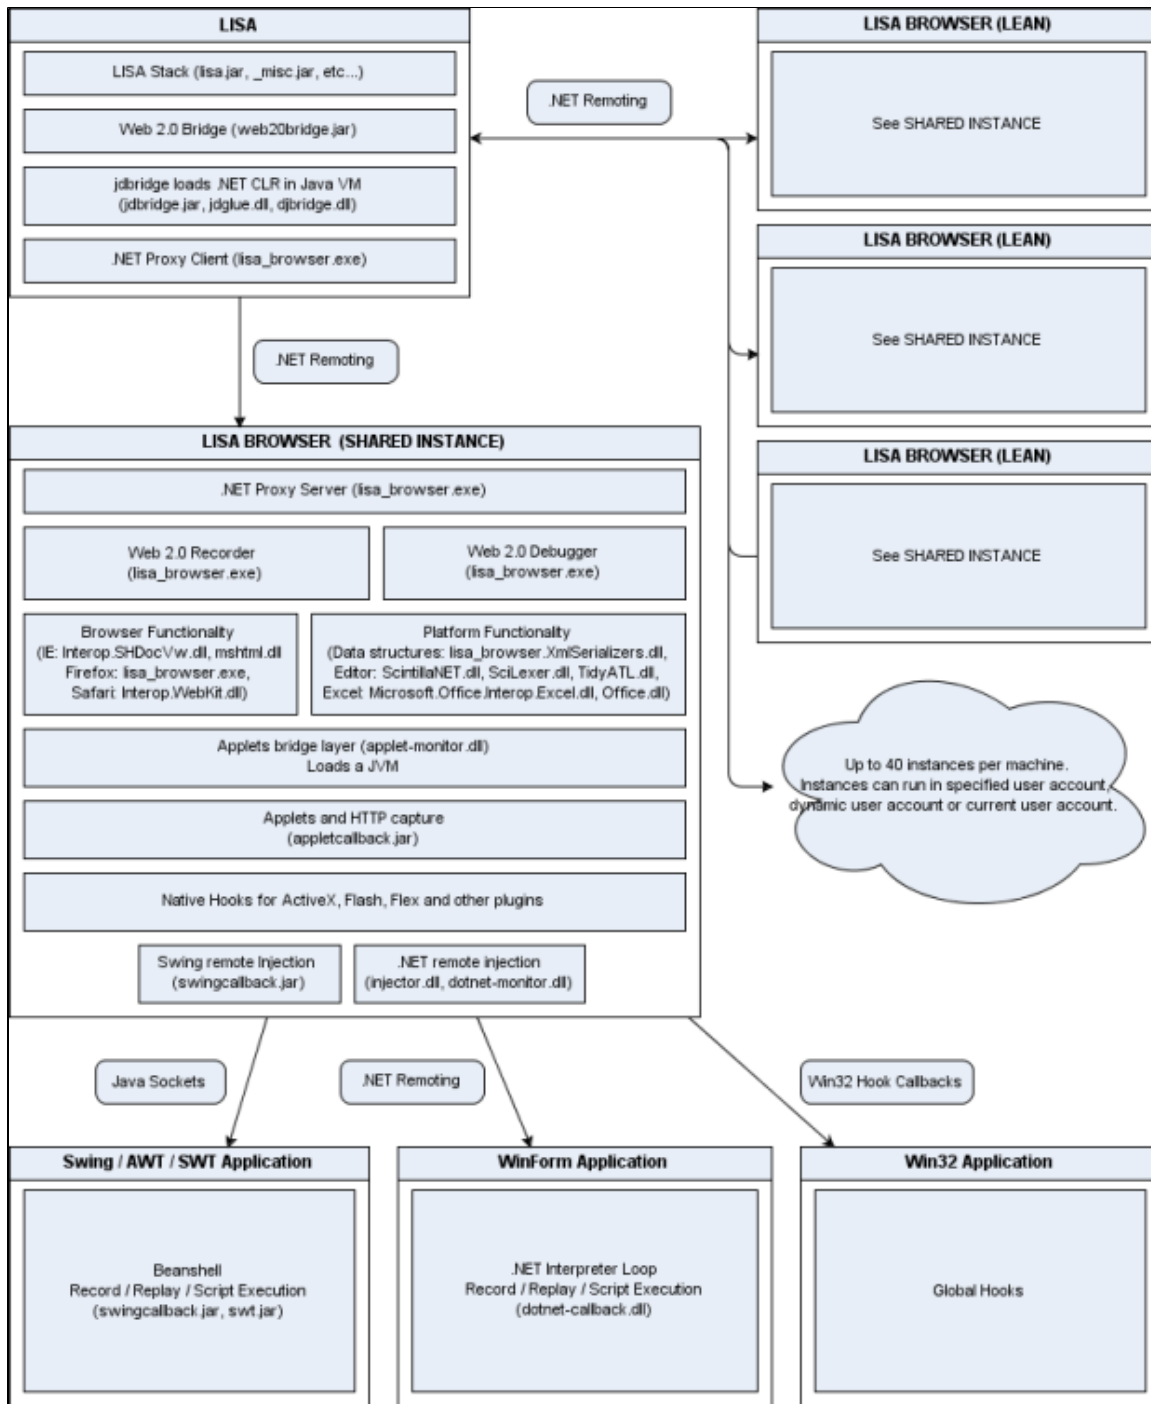 LISA
LISA Stack (lisa.jar, _misc.jar, etc...)
Web 2.0 Bridge (web20bridge.jar)
jdbridge loads .NET CLR in Java VM
(jdbridge.jar, jdglue.dll, djbridge.dll)
.NET Proxy Client (lisa_browser.exe)
.NET Remoting
LISA BROWSER (LEAN)
See SHARED INSTANCE
LISA BROWSER (LEAN)
See SHARED INSTANCE
LISA BROWSER (LEAN)
See SHARED INSTANCE
.NET Remoting
LISA BROWSER (SHARED INSTANCE)
.NET Proxy Server (lisa_browser.exe)
Web 2.0 Recorder
(lisa_browser.exe)
Web 2.0 Debugger
(lisa_browser.exe)
Browser Functionality
(IE: Interop.SHDocVw.dll, mshtml.dll
Firefox: lisa_browser.exe,
Safari: Interop.WebKit.dll)
Platform Functionality
(Data structures: lisa_browser.XmlSerializers.dll,
Editor: ScintillaNET.dll, SciLexer.dll, TidyATL.dll,
Excel: Microsoft.Office.Interop.Excel.dll, Office.dll)
Applets bridge layer (applet-monitor.dll)
Loads a JVM
Applets and HTTP capture
(appletcallback.jar)
Native Hooks for ActiveX, Flash, Flex and other plugins
Swing remote Injection
(swingcallback.jar)
.NET remote injection
(injector.dll, dotnet-monitor.dll)
Up to 40 instances per machine.
Instances can run in specified user account,
dynamic user account or current user account.
Java Sockets
.NET Remoting
Win32 Hook Callbacks
Swing / AWT / SWT Application
Beanshell
Record / Replay / Script Execution
(swingcallback.jar, swt.jar)
WinForm Application
.NET Interpreter Loop
Record / Replay / Script Execution
(dotnet-callback.dll)
Win32 Application
Global Hooks